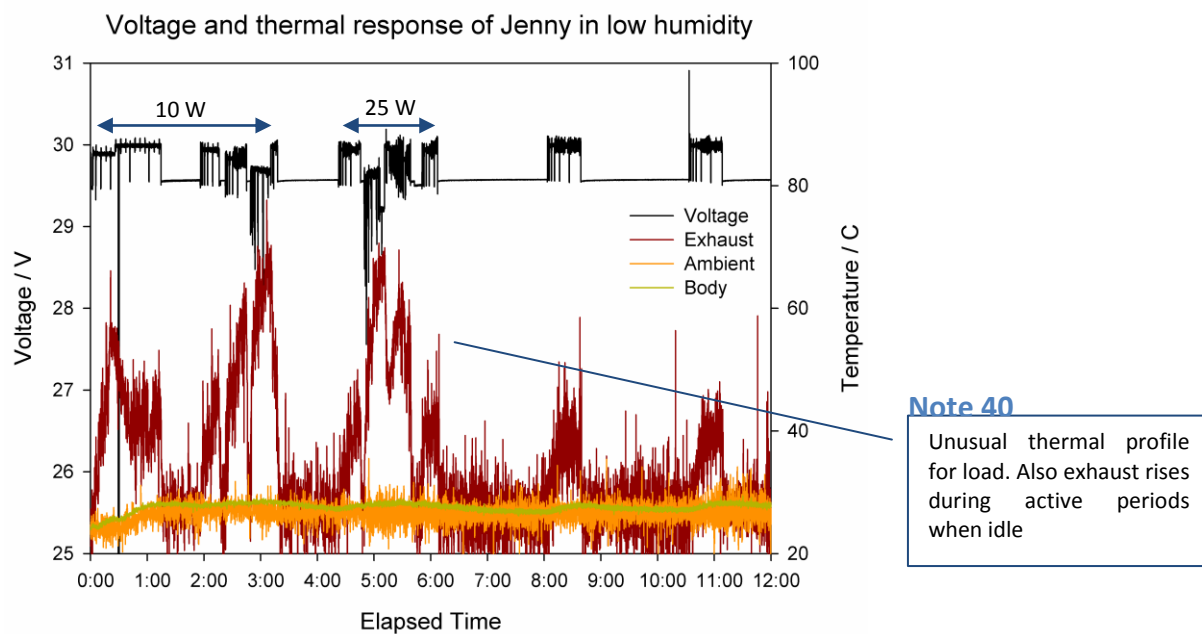 Voltage and thermal response of Jenny in low humidity
31
30
29
28
27
26
25
Voltage / V
10 W
25 W
Voltage
Exhaust
Ambient
Body
100
80
60
40
20
Temperature / C
0:00 1:00 2:00 3:00 4:00 5:00 6:00 7:00 8:00 9:00 10:00 11:00 12:00
Elapsed Time
Note 40
Unusual thermal profile
for load. Also exhaust rises
during active periods
when idle